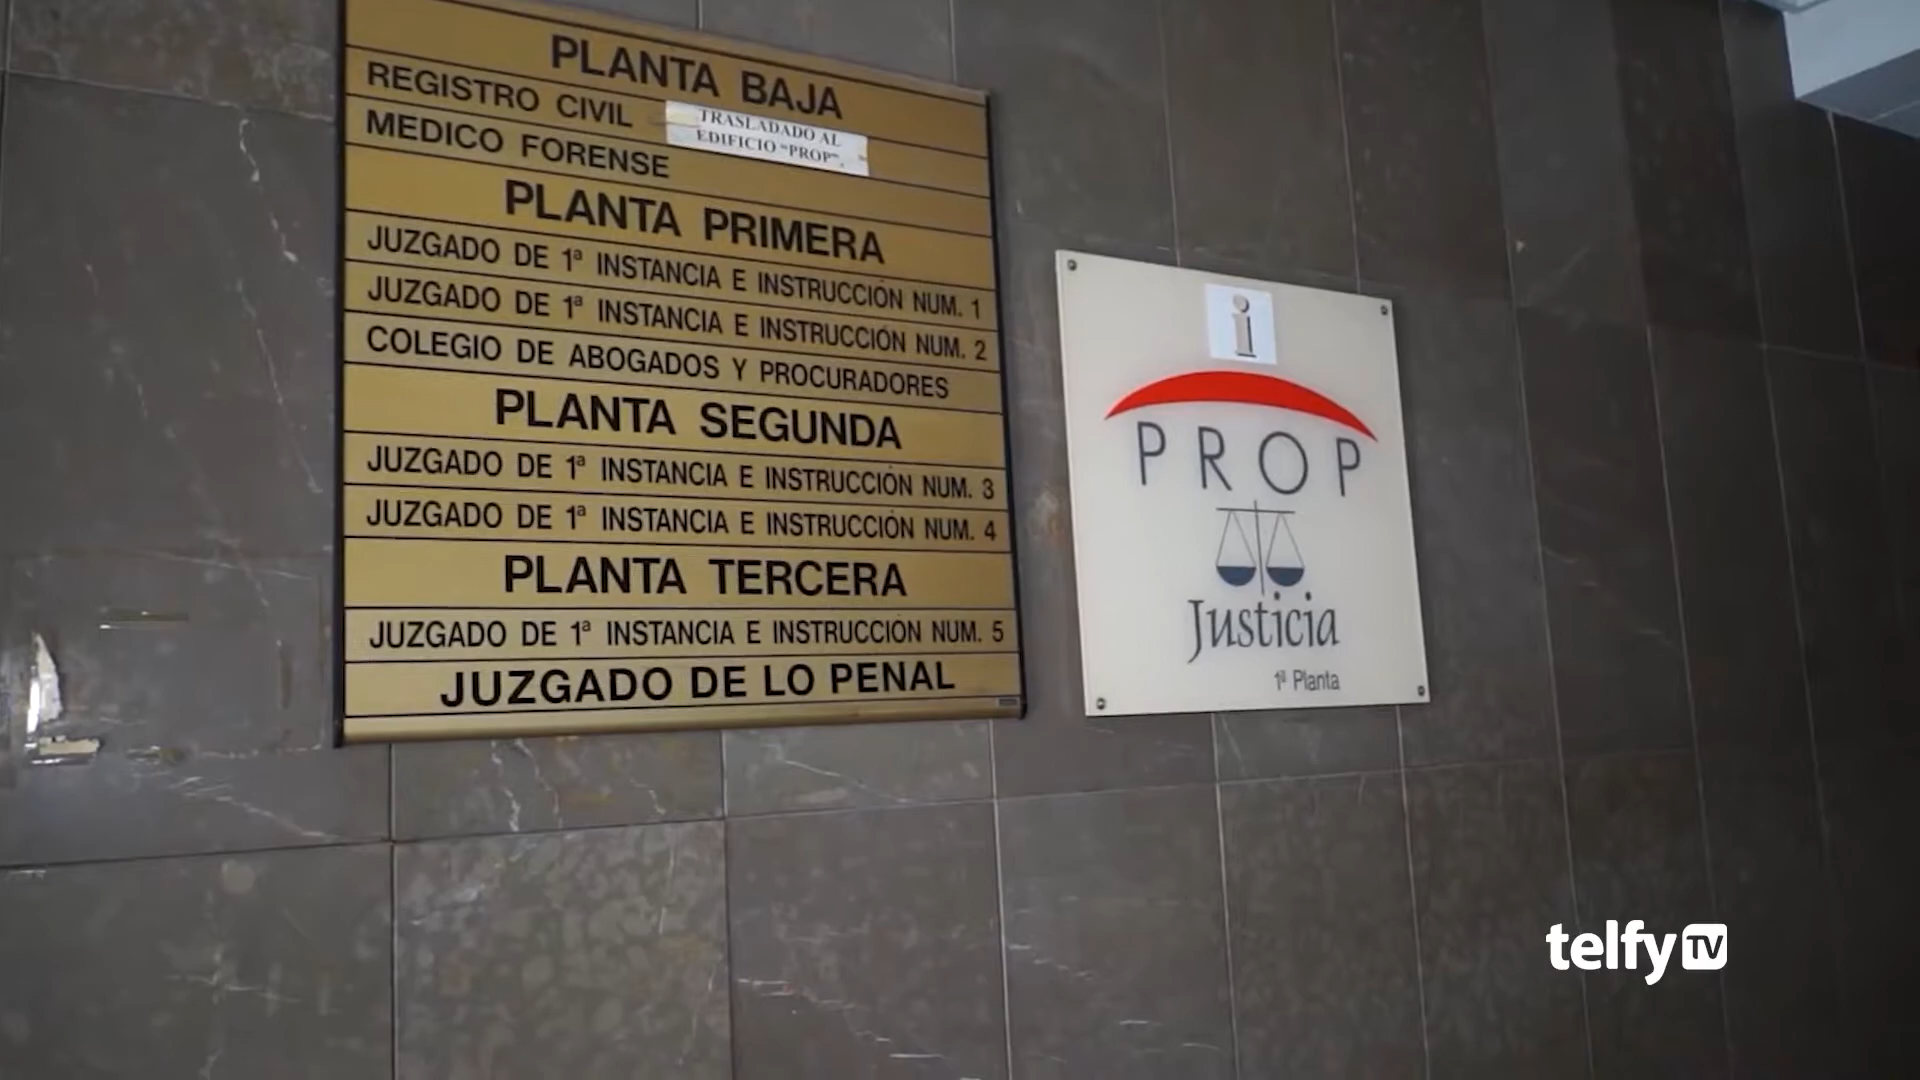 PLANTA BAJA
REGISTRO CIVIL
TRASLADADO AL
EDIFICIO "PROP".
MEDICO FORENSE
PLANTA PRIMERA
JUZGADO DE 1ª INSTANCIA E INSTRUCCIÓN NUM. 1
JUZGADO DE 1ª INSTANCIA E INSTRUCCIÓN NUM. 2
COLEGIO DE ABOGADOS Y PROCURADORES
PLANTA SEGUNDA
JUZGADO DE 1ª INSTANCIA E INSTRUCCIÓN NUM. 3
JUZGADO DE 1ª INSTANCIA E INSTRUCCIÓN NUM. 4
PLANTA TERCERA
JUZGADO DE 1ª INSTANCIA E INSTRUCCIÓN NUM. 5
JUZGADO DE LO PENAL
i
PROP
Justicia
1ª Planta
telfy TV